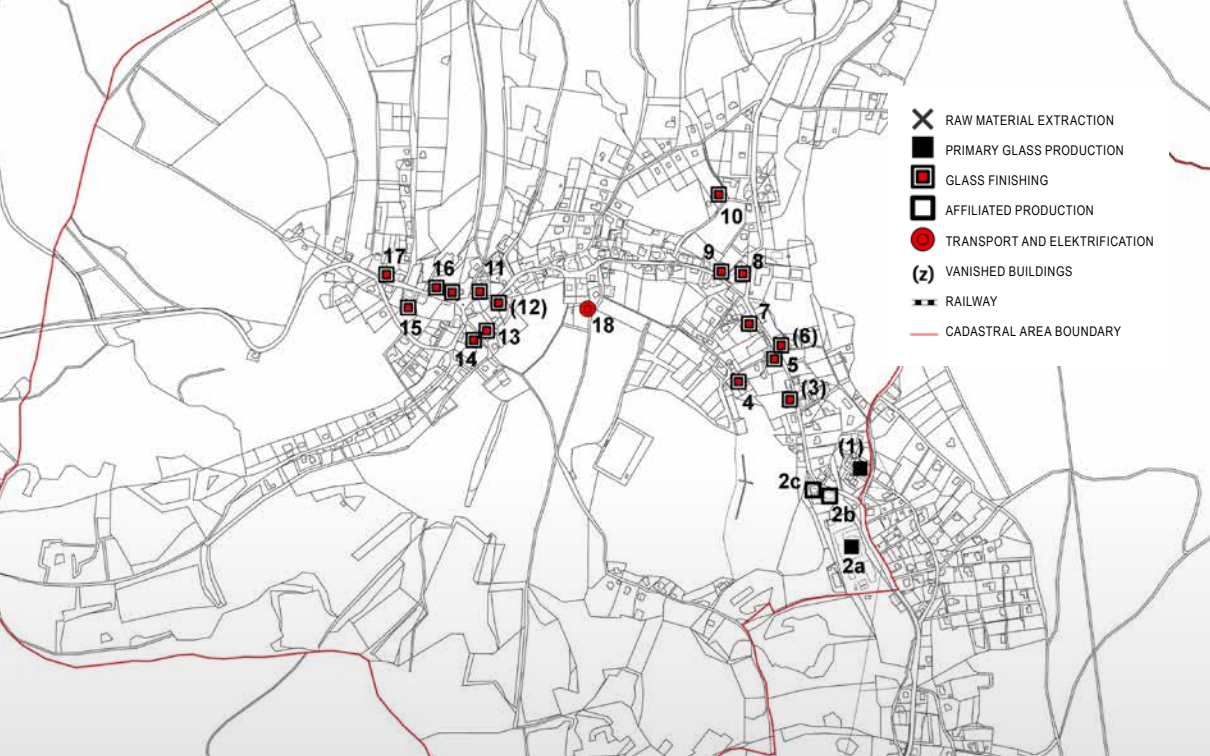 RAW MATERIAL EXTRACTION
PRIMARY GLASS PRODUCTION
GLASS FINISHING
AFFILIATED PRODUCTION
TRANSPORT AND ELEKTRIFICATION
(z) VANISHED BUILDINGS
RAILWAY
CADASTRAL AREA BOUNDARY
10
9
8
17
16
11
(12)
15
18
13
14
7
(6)
5
4
(3)
(1)
2c
2b
2a